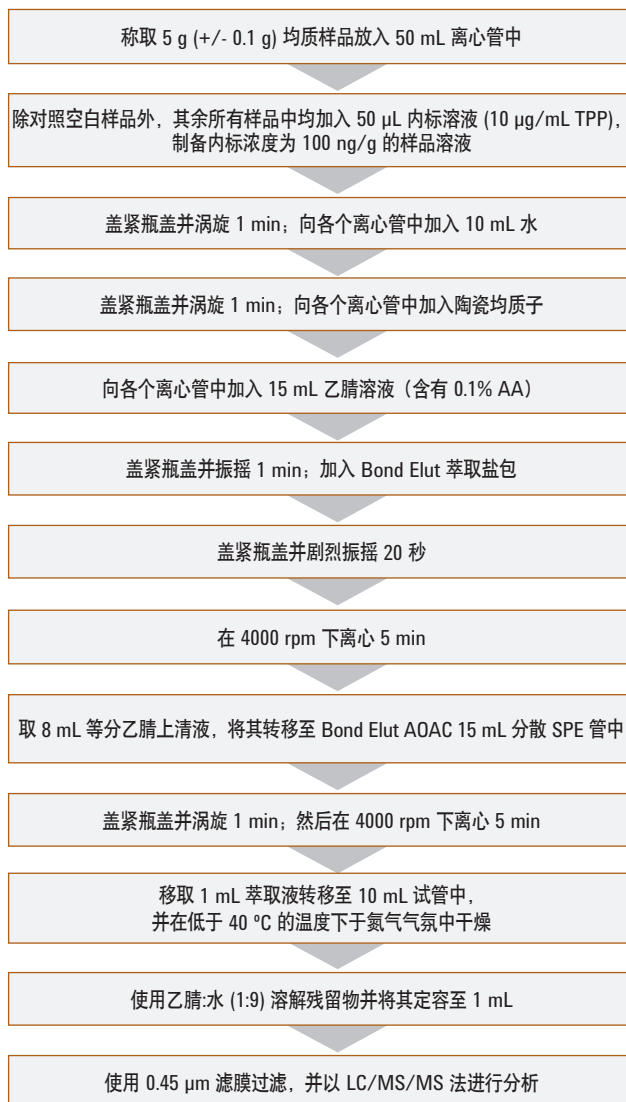 称取 5 g (+/- 0.1 g) 均质样品放入 50 mL 离心管中
除对照空白样品外，其余所有样品中均加入 50 µL 内标溶液 (10 µg/mL TPP)，
制备内标浓度为 100 ng/g 的样品溶液
盖紧瓶盖并涡旋 1 min；向各个离心管中加入 10 mL 水
盖紧瓶盖并涡旋 1 min；向各个离心管中加入陶瓷均质子
向各个离心管中加入 15 mL 乙腈溶液（含有 0.1% AA）
盖紧瓶盖并振摇 1 min；加入 Bond Elut 萃取盐包
盖紧瓶盖并剧烈振摇 20 秒
在 4000 rpm 下离心 5 min
取 8 mL 等分乙腈上清液，将其转移至 Bond Elut AOAC 15 mL 分散 SPE 管中
盖紧瓶盖并涡旋 1 min；然后在 4000 rpm 下离心 5 min
移取 1 mL 萃取液转移至 10 mL 试管中，
并在低于 40 ºC 的温度下于氮气气氛中干燥
使用乙腈:水 (1:9) 溶解残留物并将其定容至 1 mL
使用 0.45 µm 滤膜过滤，并以 LC/MS/MS 法进行分析